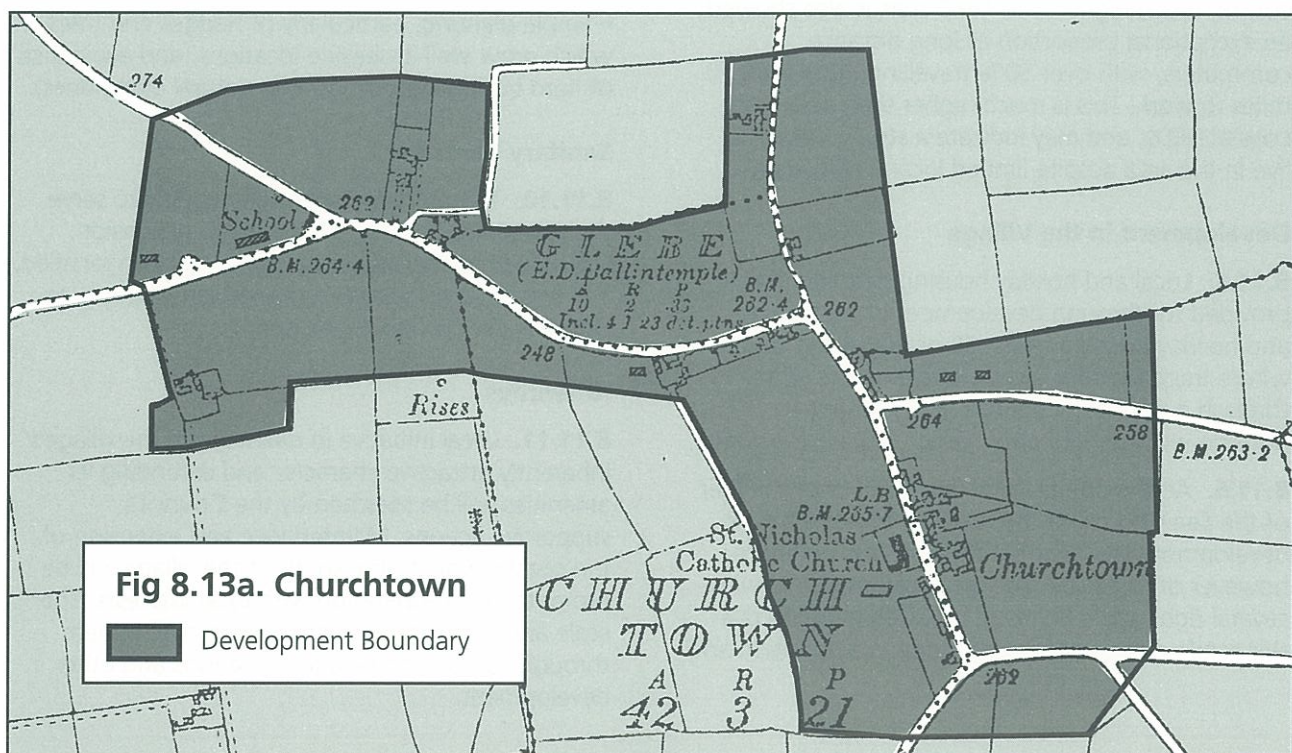 274
262
School
B.M.264·4
GLEBE
(E.D.Ballintemple)
A R P
10 2 33
Incl. 4 1 23 det. ptns
B.M.
262·4
262
248
Rises
264
258
B.M.263·2
L.B
B.M.265·7
St. Nicholas
Catholic Church
Churchtown
CHURCH-
TOWN
A R P
42 3 21
262
Fig 8.13a. Churchtown
Development Boundary